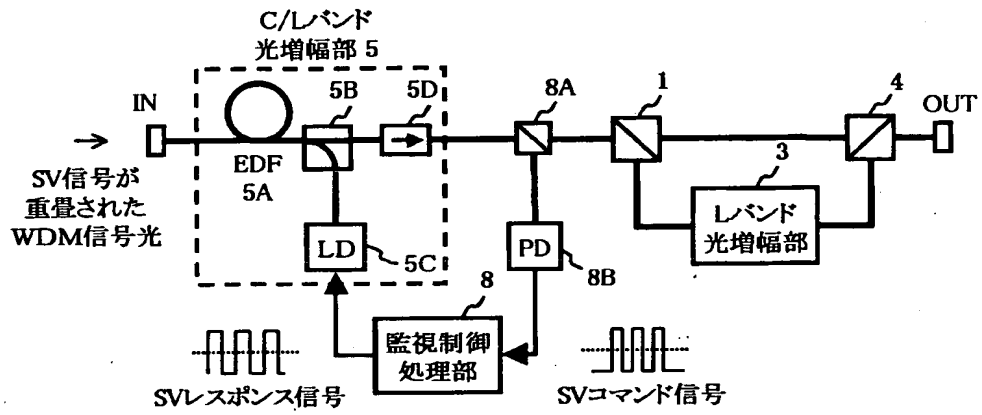 C/Lバンド
光増幅部 5
IN
5B
5D
8A
1
4
OUT
EDF
5A
SV信号が
重畳された
WDM信号光
3
Lバンド
光増幅部
LD
5C
PD
8B
8
監視制御
処理部
SVレスポンス信号
SVコマンド信号